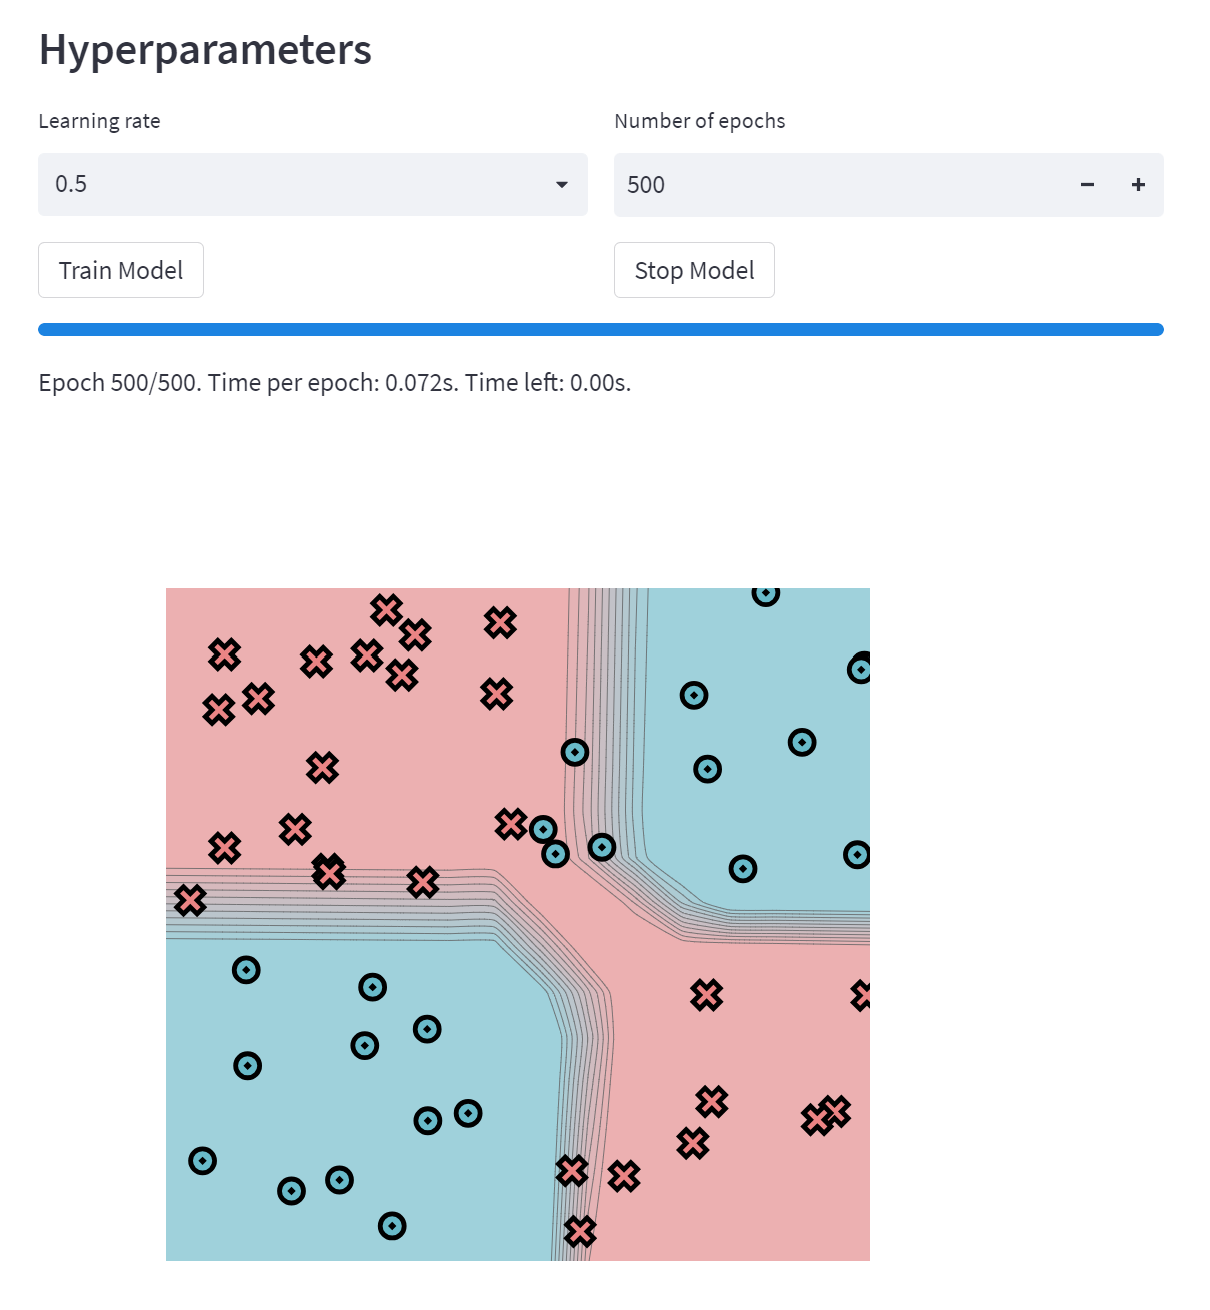 Hyperparameters
Learning rate
Number of epochs
0.5
500
Train Model
Stop Model
Epoch 500/500. Time per epoch: 0.072s. Time left: 0.00s.